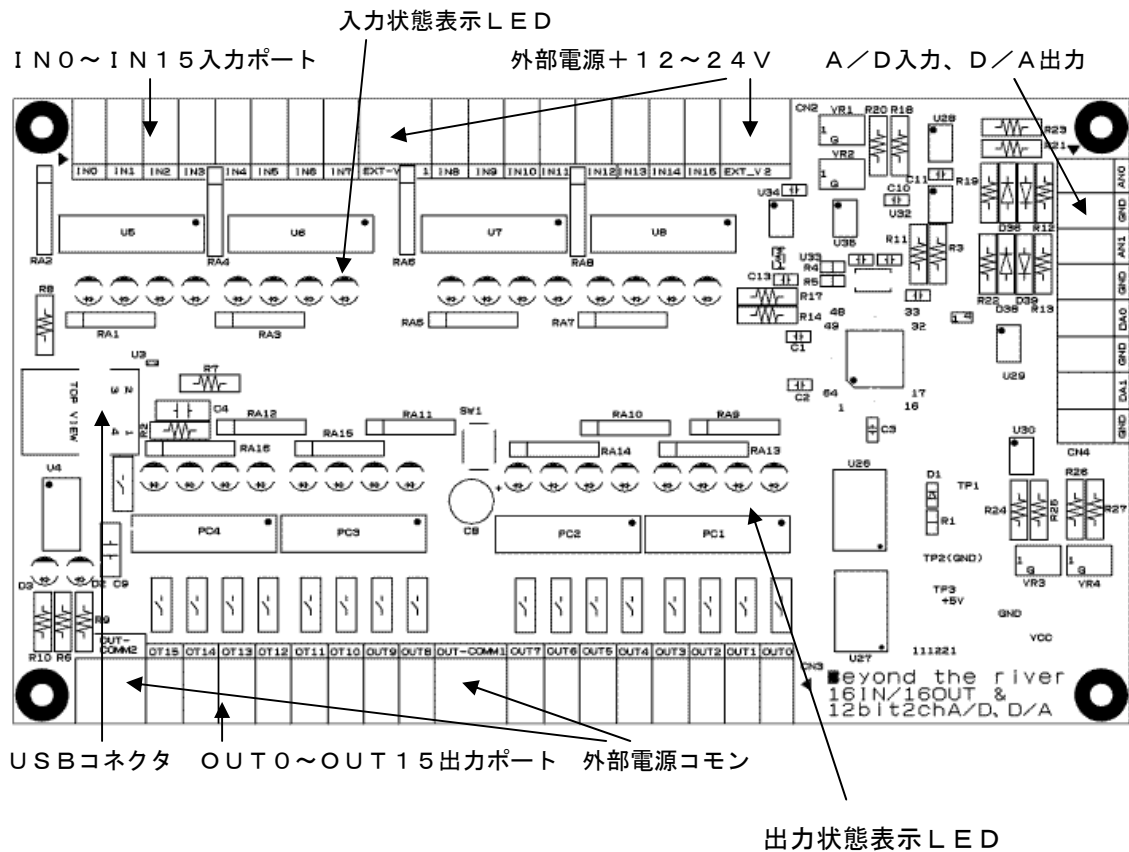 入力状態表示ＬＥＤ
ＩＮ０～ＩＮ１５入力ポート
外部電源＋１２～２４Ｖ
Ａ／Ｄ入力、Ｄ／Ａ出力
CN2
VR1
R20
R18
U28
R23
1
G
R21
VR2
1
G
IN0
IN1
IN2
IN3
IN4
IN5
IN6
IN7
EXT-V
1
IN8
IN9
IN10
IN11
IN12
IN13
IN14
IN15
EXT_V2
AN0
GND
AN1
GND
DA0
GND
DA1
GND
CN4
C11
R19
C10
U34
U32
U35
U5
U6
U7
U8
R11
R3
D36
R12
RA2
RA4
RA6
RA8
U33
R4
R5
C13
R17
R14
R22
D38
D39
R13
R8
RA1
RA3
RA5
RA7
48
49
33
32
C1
U3
R7
U29
TOP VIEW
2
3
1
4
C2
64
1
17
16
C4
R2
RA12
RA11
SW1
RA10
RA9
C3
RA16
RA15
RA14
RA13
U30
U4
U26
D1
R1
TP1
R24
R25
R26
R27
C8
+
PC4
PC3
PC2
PC1
TP2(GND)
1
G
VR3
1
G
VR4
D3
D2
C9
TP3
+5V
GND
VCC
R10
R6
R9
U27
111221
OUT-
COMM2
OT15
OT14
OT13
OT12
OT11
OT10
OUT9
OUT8
OUT-COMM1
OUT7
OUT6
OUT5
OUT4
OUT3
OUT2
OUT1
OUT0
CN3
Beyond the river
16IN/16OUT &
12bit2chA/D、D/A
ＵＳＢコネクタ
ＯＵＴ０～ＯＵＴ１５出力ポート
外部電源コモン
出力状態表示ＬＥＤ